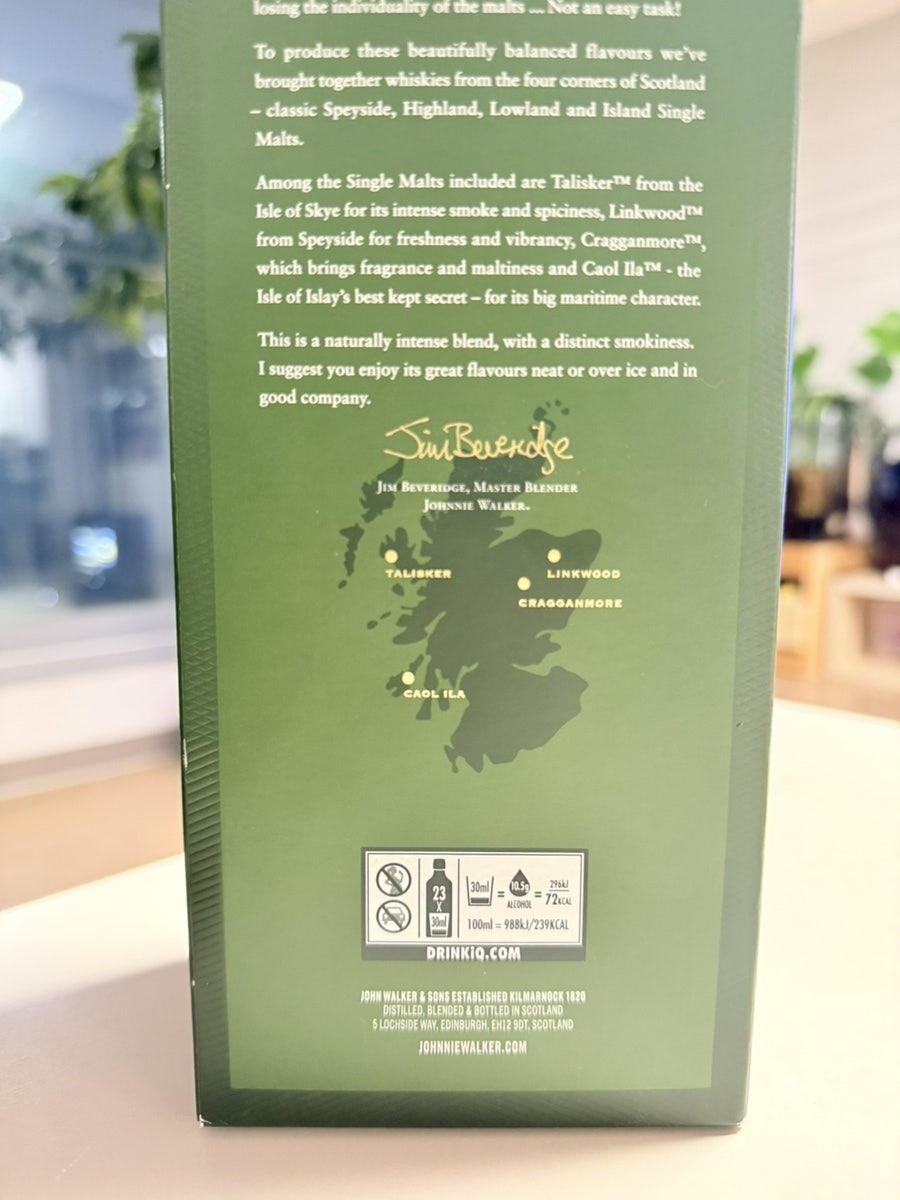 losing the individuality of the malts ... Not an easy task!
To produce these beautifully balanced flavours we've
brought together whiskies from the four corners of Scotland
– classic Speyside, Highland, Lowland and Island Single
Malts.
Among the Single Malts included are Talisker™ from the
Isle of Skye for its intense smoke and spiciness, Linkwood™
from Speyside for freshness and vibrancy, Cragganmore™,
which brings fragrance and maltiness and Caol Ila™ - the
Isle of Islay's best kept secret – for its big maritime character.
This is a naturally intense blend, with a distinct smokiness.
I suggest you enjoy its great flavours neat or over ice and in
good company.
Jim Beveridge
JIM BEVERIDGE, MASTER BLENDER
JOHNNIE WALKER.
TALISKER
LINKWOOD
CRAGGANMORE
CAOL ILA
23
X
30ml
30ml = 10.5g ALCOHOL = 296kJ
72KCAL
100ml = 988kJ/239KCAL
DRINKiQ.COM
JOHN WALKER & SONS ESTABLISHED KILMARNOCK 1820
DISTILLED, BLENDED & BOTTLED IN SCOTLAND
5 LOCHSIDE WAY, EDINBURGH, EH12 9DT, SCOTLAND
JOHNNIEWALKER.COM